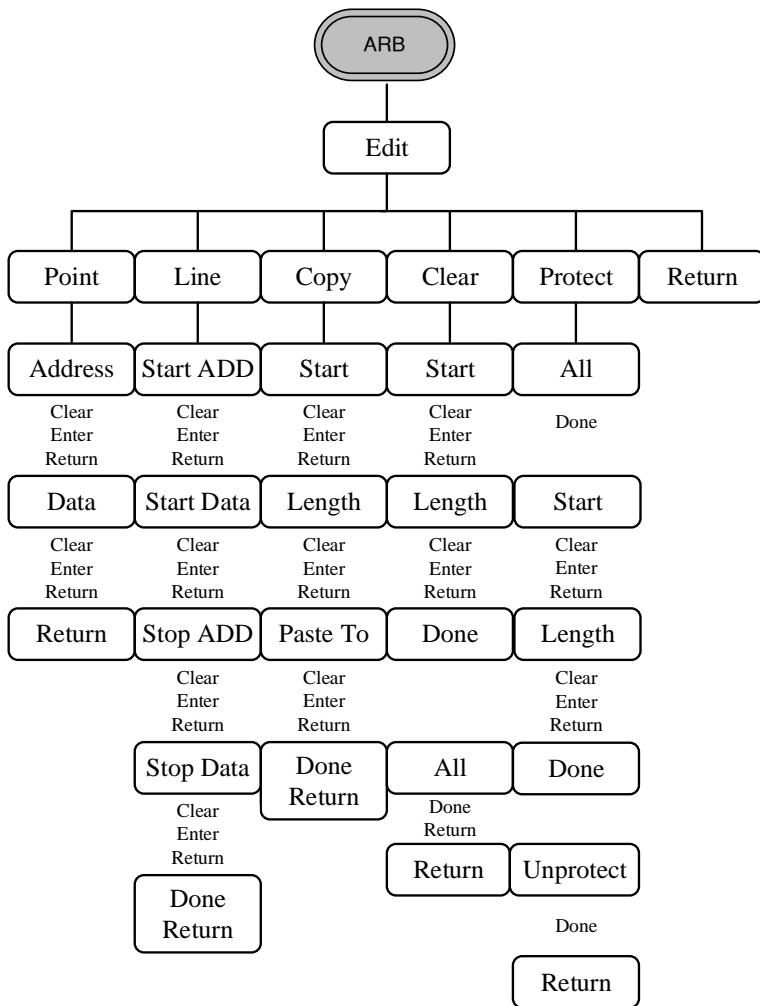 ARB
Edit
Point Line Copy Clear Protect Return
Address Start ADD Start Start All
Clear Clear Clear Clear
Enter Enter Enter Enter Done
Return Return Return Return
Data Start Data Length Length Start
Clear Clear Clear Clear Clear
Enter Enter Enter Enter Enter
Return Return Return Return Return
Return Stop ADD Paste To Done Length
Clear Clear Clear
Enter Enter Enter
Return Return Return
Stop Data Done All Done
Return
Clear Done
Enter Return
Return
Return Unprotect
Done
Return
Done
Return